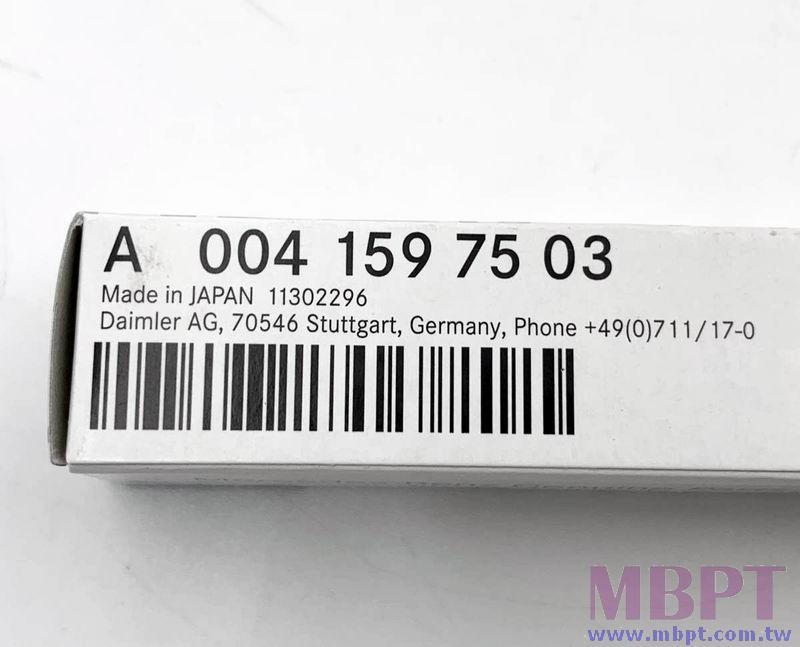 A 004 159 75 03
Made in JAPAN 11302296
Daimler AG, 70546 Stuttgart, Germany, Phone +49(0)711/17-0
MBPT
www.mbpt.com.tw